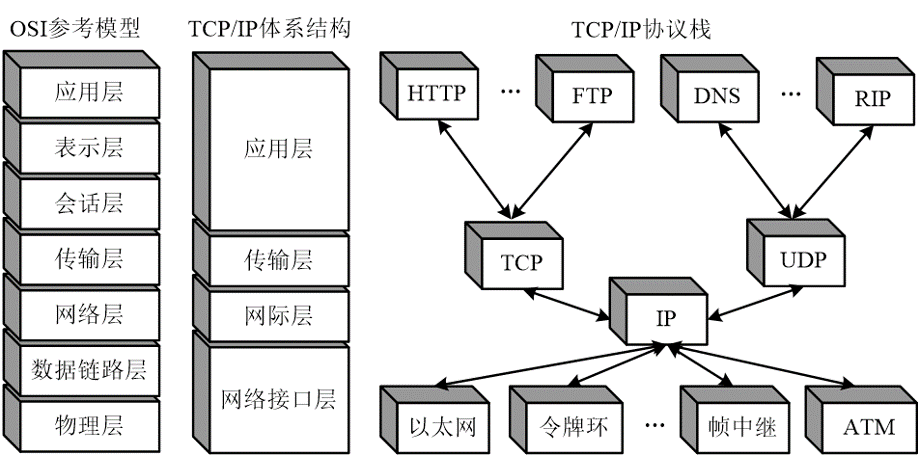 OSI参考模型
应用层
表示层
会话层
传输层
网络层
数据链路层
物理层
TCP/IP体系结构
应用层
传输层
网际层
网络接口层
TCP/IP协议栈
HTTP ··· FTP DNS ··· RIP
TCP UDP
IP
以太网 令牌环 ··· 帧中继 ATM